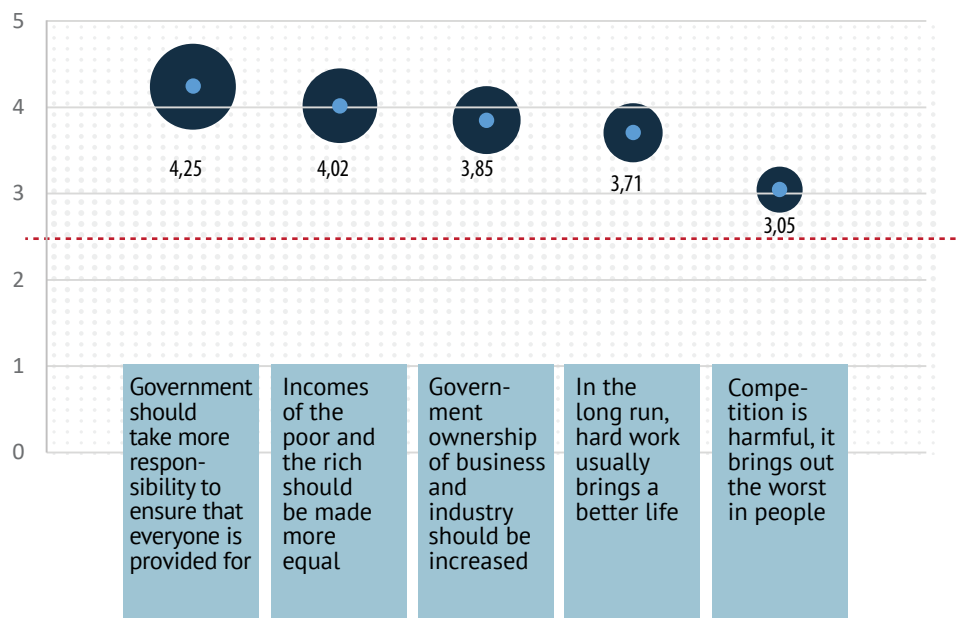 5
4
3
2
1
0
4,25
4,02
3,85
3,71
3,05
Government
should
take more
respon-
sibility to
ensure that
everyone is
provided for
Incomes
of the
poor and
the rich
should
be made
more
equal
Govern-
ment
ownership
of business
and
industry
should be
increased
In the
long run,
hard work
usually
brings a
better life
Compe-
tition is
harmful, it
brings out
the worst
in people